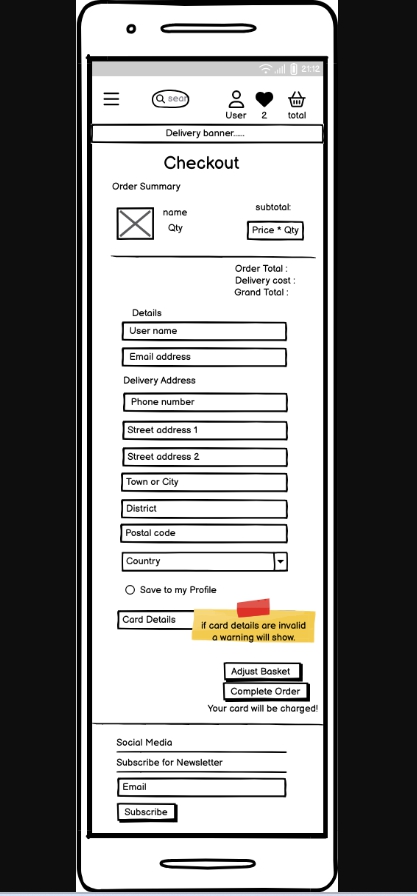 21:12
sear
User
2
total
Delivery banner.....
Checkout
Order Summary
name
subtotal:
Qty
Price * Qty
Order Total :
Delivery cost :
Grand Total :
Details
User name
Email address
Delivery Address
Phone number
Street address 1
Street address 2
Town or City
District
Postal code
Country
Save to my Profile
Card Details
if card details are invalid
a warning will show.
Adjust Basket
Complete Order
Your card will be charged!
Social Media
Subscribe for Newsletter
Email
Subscribe